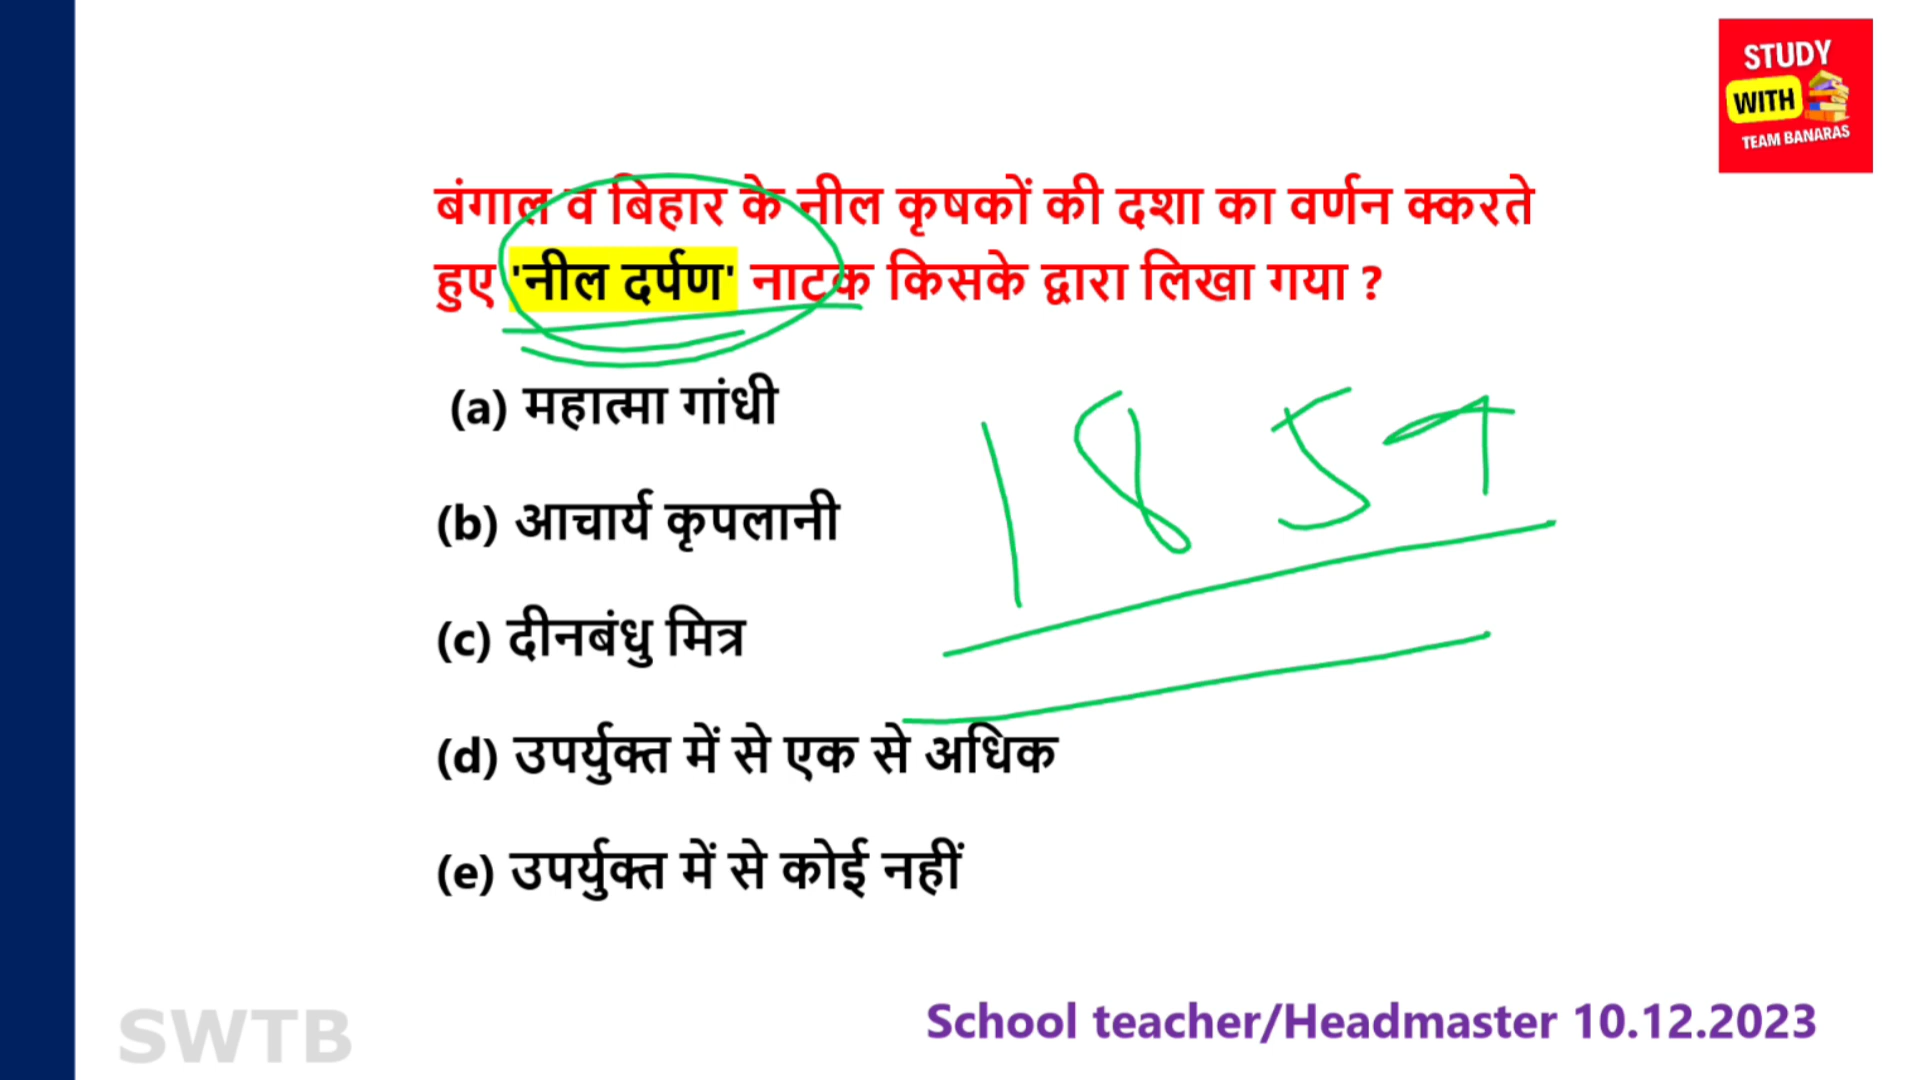 STUDY
WITH
TEAM BANARAS
बंगाल व बिहार के नील कृषकों की दशा का वर्णन क्करते
हुए 'नील दर्पण' नाटक किसके द्वारा लिखा गया ?
(a) महात्मा गांधी
(b) आचार्य कृपलानी
(c) दीनबंधु मित्र
(d) उपर्युक्त में से एक से अधिक
(e) उपर्युक्त में से कोई नहीं
1859
SWTB
School teacher/Headmaster 10.12.2023